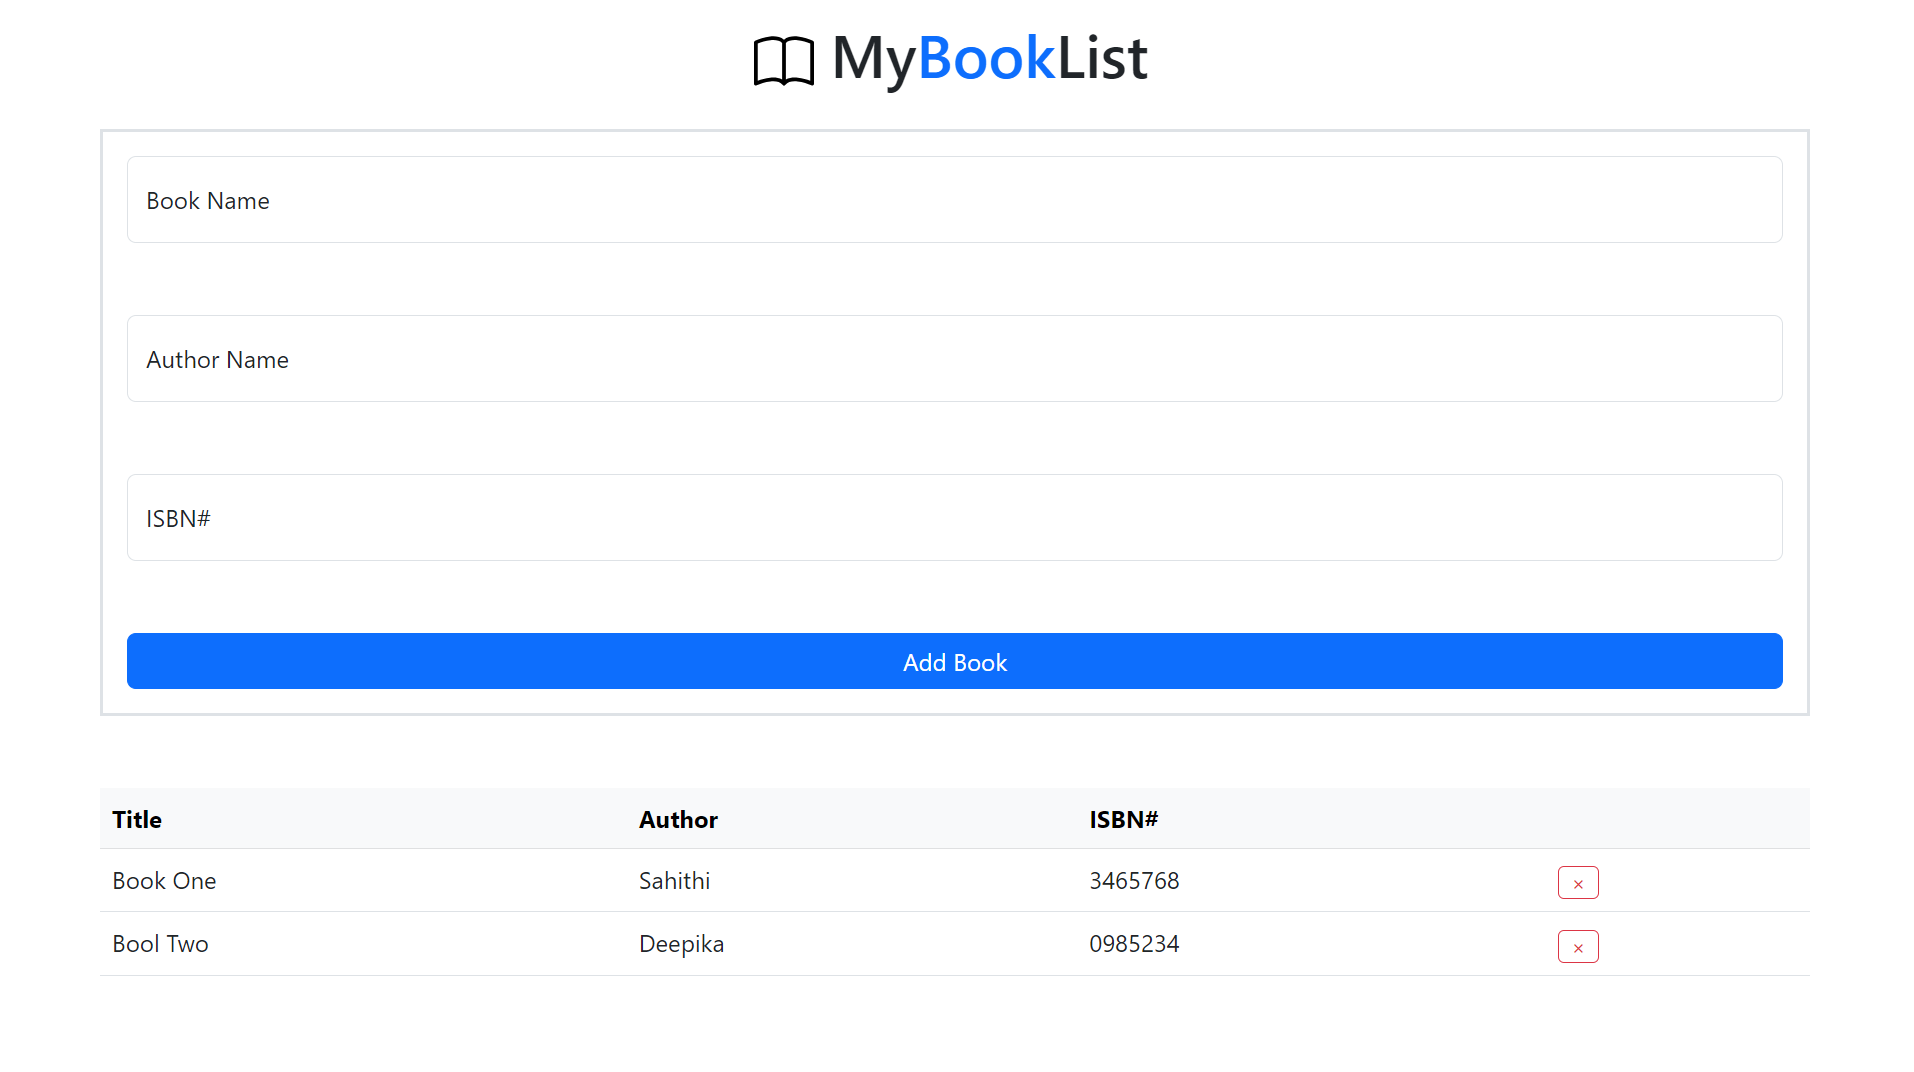 MyBookList
Book Name
Author Name
ISBN#
Add Book
Title Author ISBN#
Book One Sahithi 3465768 ×
Bool Two Deepika 0985234 ×